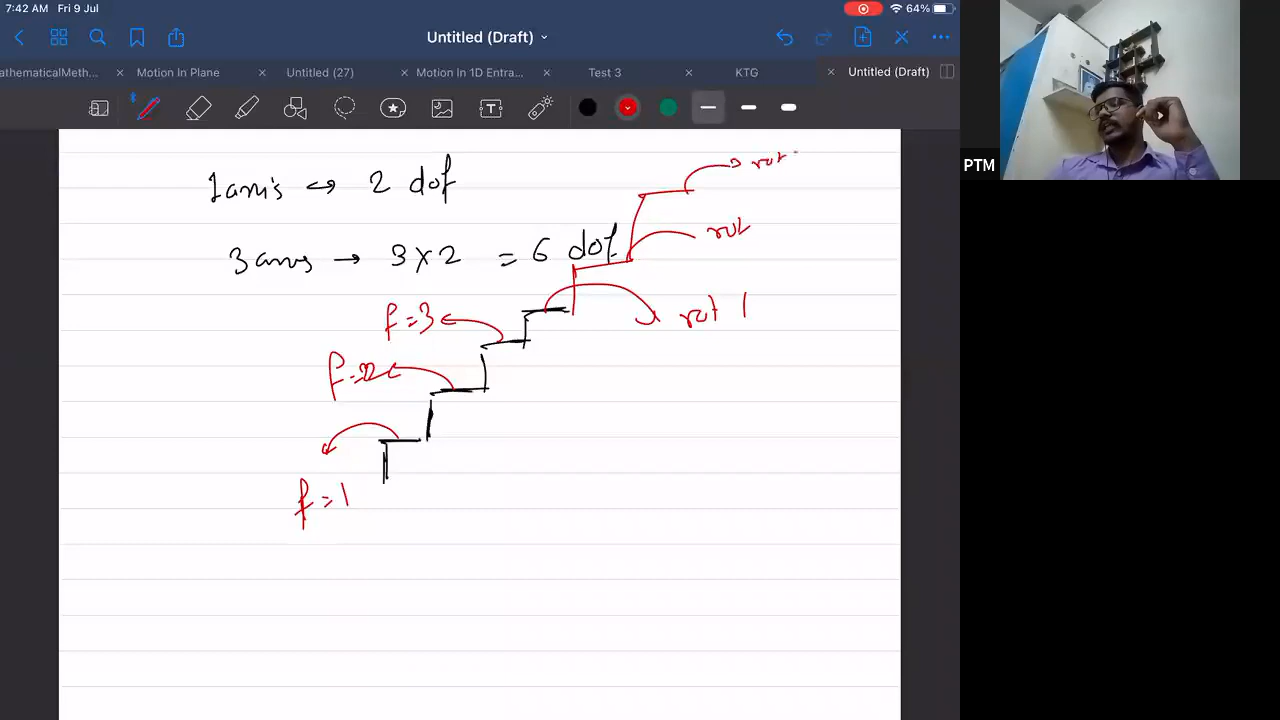 7:42 AM Fri 9 Jul
64%
Untitled (Draft)
athematicalMeth...
Motion In Plane
Untitled (27)
Motion In 1D Entra...
Test 3
KTG
Untitled (Draft)
PTM
1 axis ↔ 2 dof
rot
3 axis → 3 × 2 = 6 dof
rot
f = 3
rot 1
f = 2
f = 1